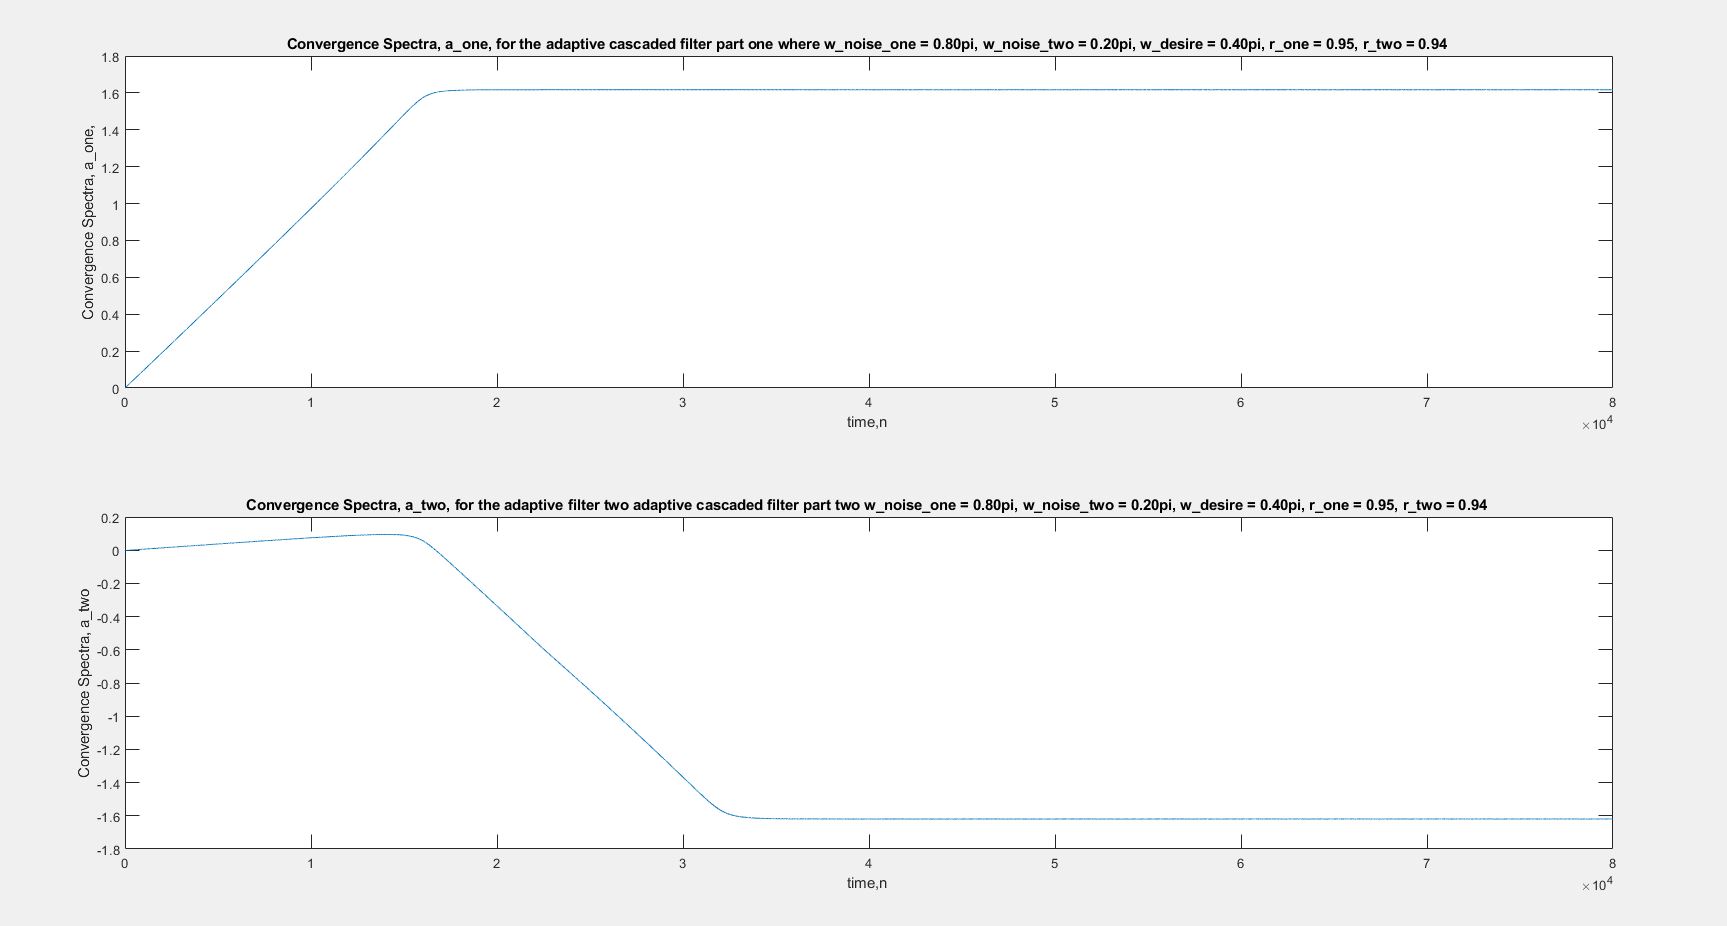 Convergence Spectra, a_one, for the adaptive cascaded filter part one where w_noise_one = 0.80pi, w_noise_two = 0.20pi, w_desire = 0.40pi, r_one = 0.95, r_two = 0.94
Convergence Spectra, a_one,
1.8
1.6
1.4
1.2
1
0.8
0.6
0.4
0.2
0
0 1 2 3 4 5 6 7 8
time,n
×10^4
Convergence Spectra, a_two, for the adaptive filter two adaptive cascaded filter part two w_noise_one = 0.80pi, w_noise_two = 0.20pi, w_desire = 0.40pi, r_one = 0.95, r_two = 0.94
Convergence Spectra, a_two
0.2
0
-0.2
-0.4
-0.6
-0.8
-1
-1.2
-1.4
-1.6
-1.8
0 1 2 3 4 5 6 7 8
time,n
×10^4